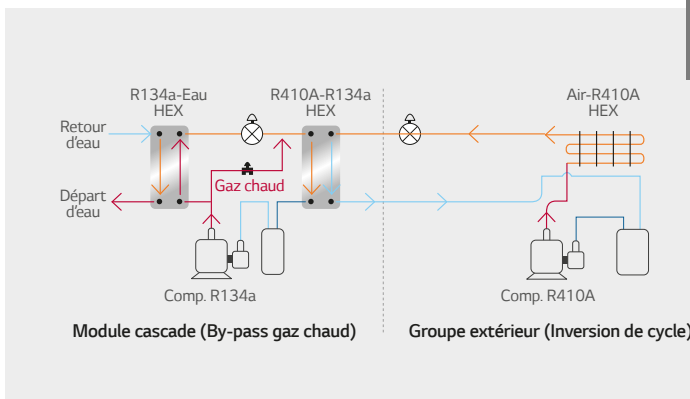 R134a-Eau
HEX
R410A-R134a
HEX
Air-R410A
HEX
Retour
d'eau
Gaz chaud
Départ
d'eau
Comp. R134a
Comp. R410A
Module cascade (By-pass gaz chaud)
Groupe extérieur (Inversion de cycle)